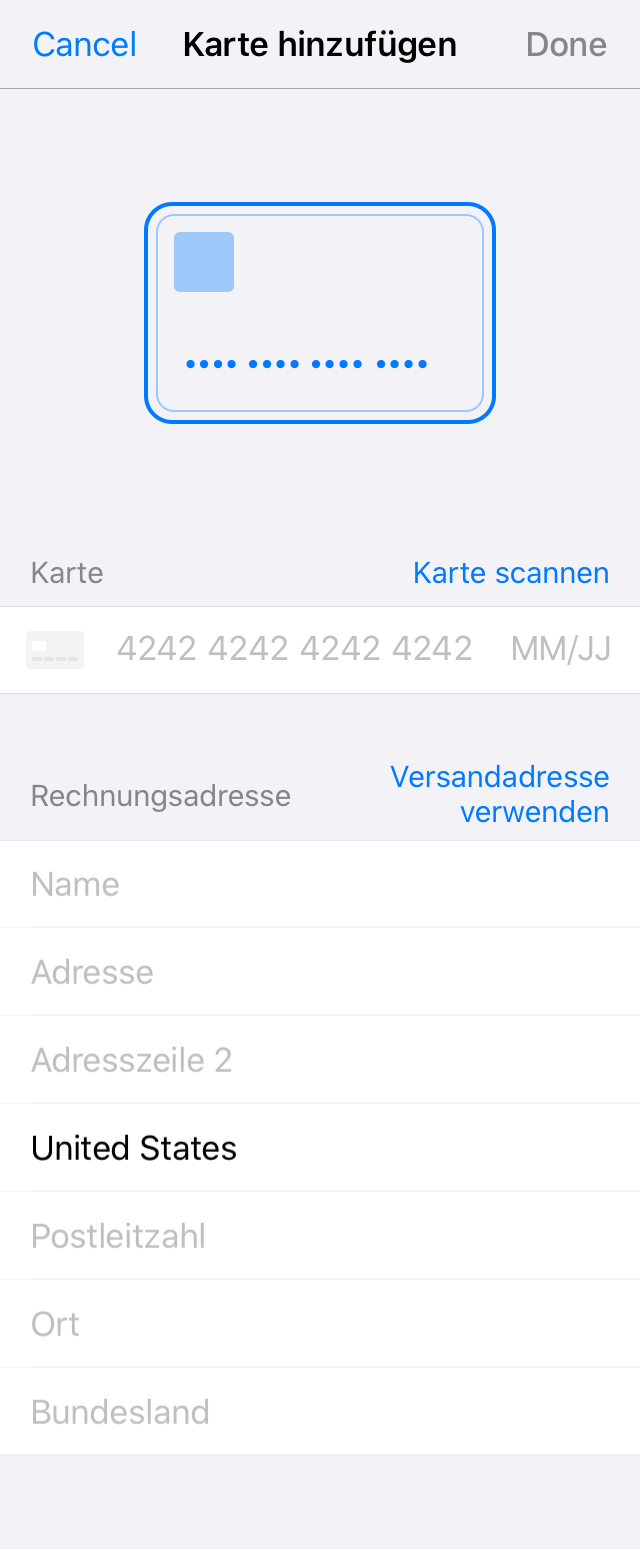 Cancel Karte hinzufügen Done
Karte Karte scannen
4242 4242 4242 4242 MM/JJ
Rechnungsadresse Versandadresse
verwenden
Name
Adresse
Adresszeile 2
United States
Postleitzahl
Ort
Bundesland